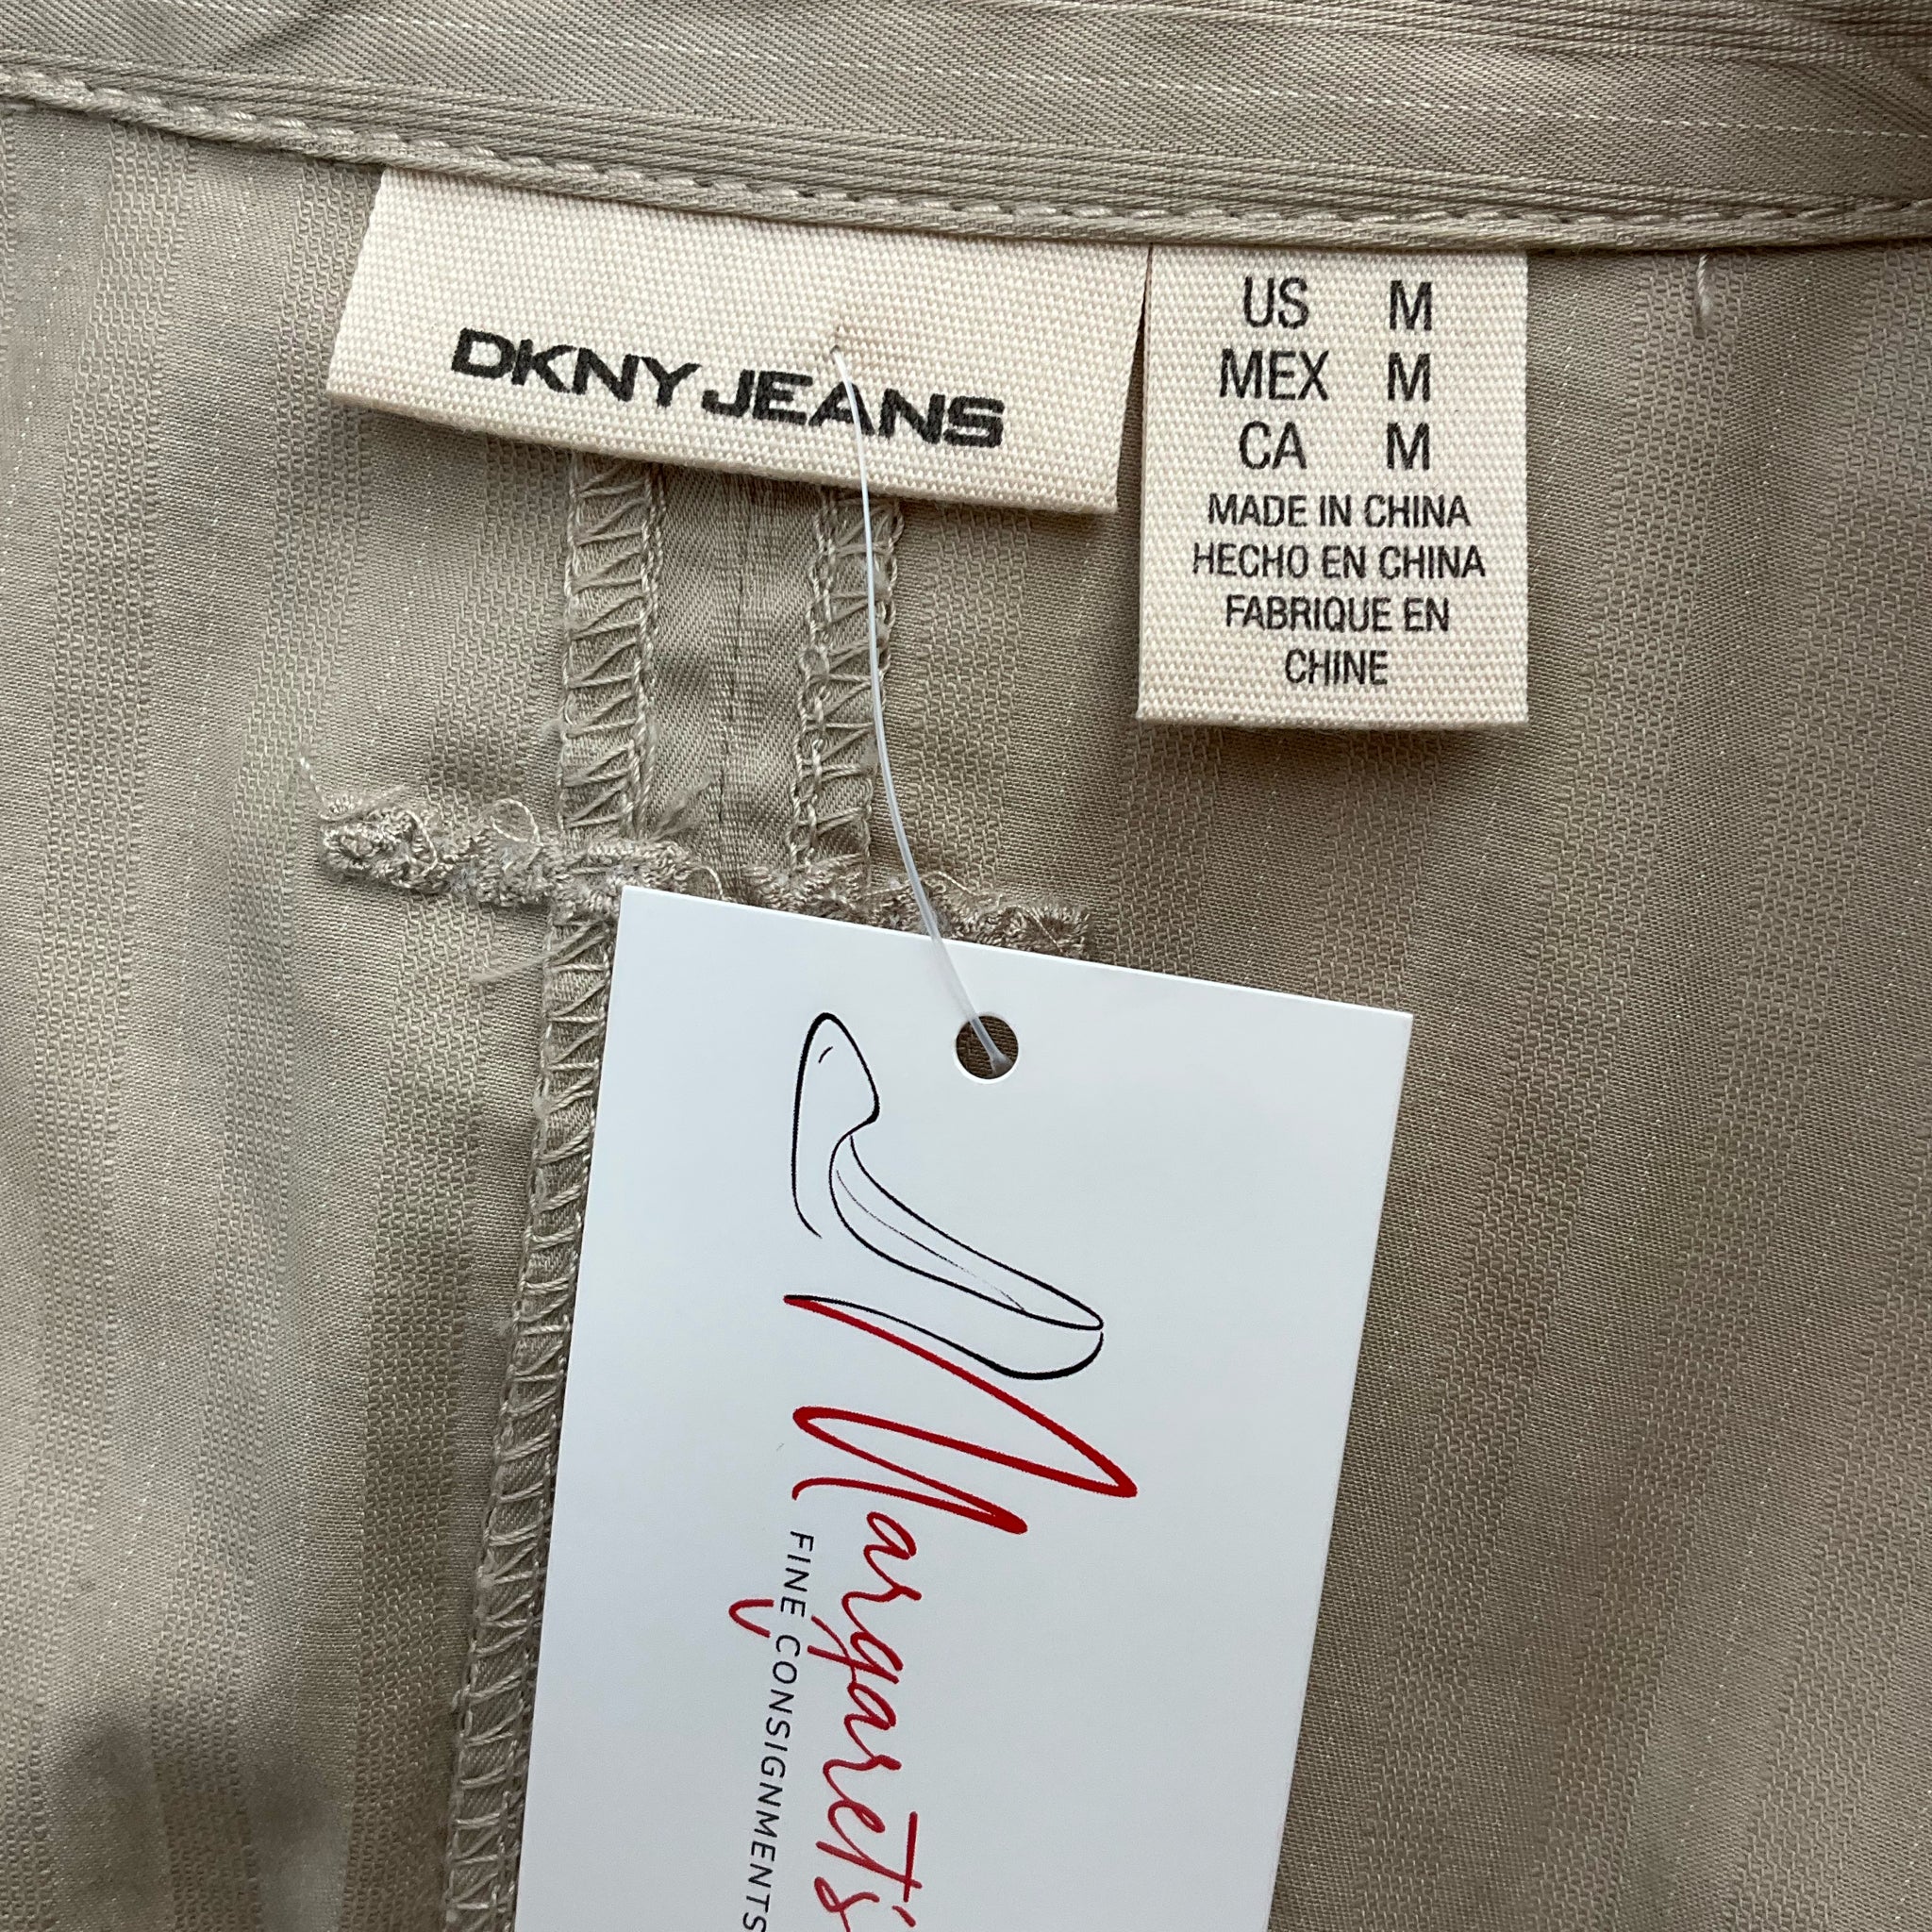 DKNY JEANS
US M
MEX M
CA M
MADE IN CHINA
HECHO EN CHINA
FABRIQUE EN
CHINE
Margaret's
FINE CONSIGNMENTS